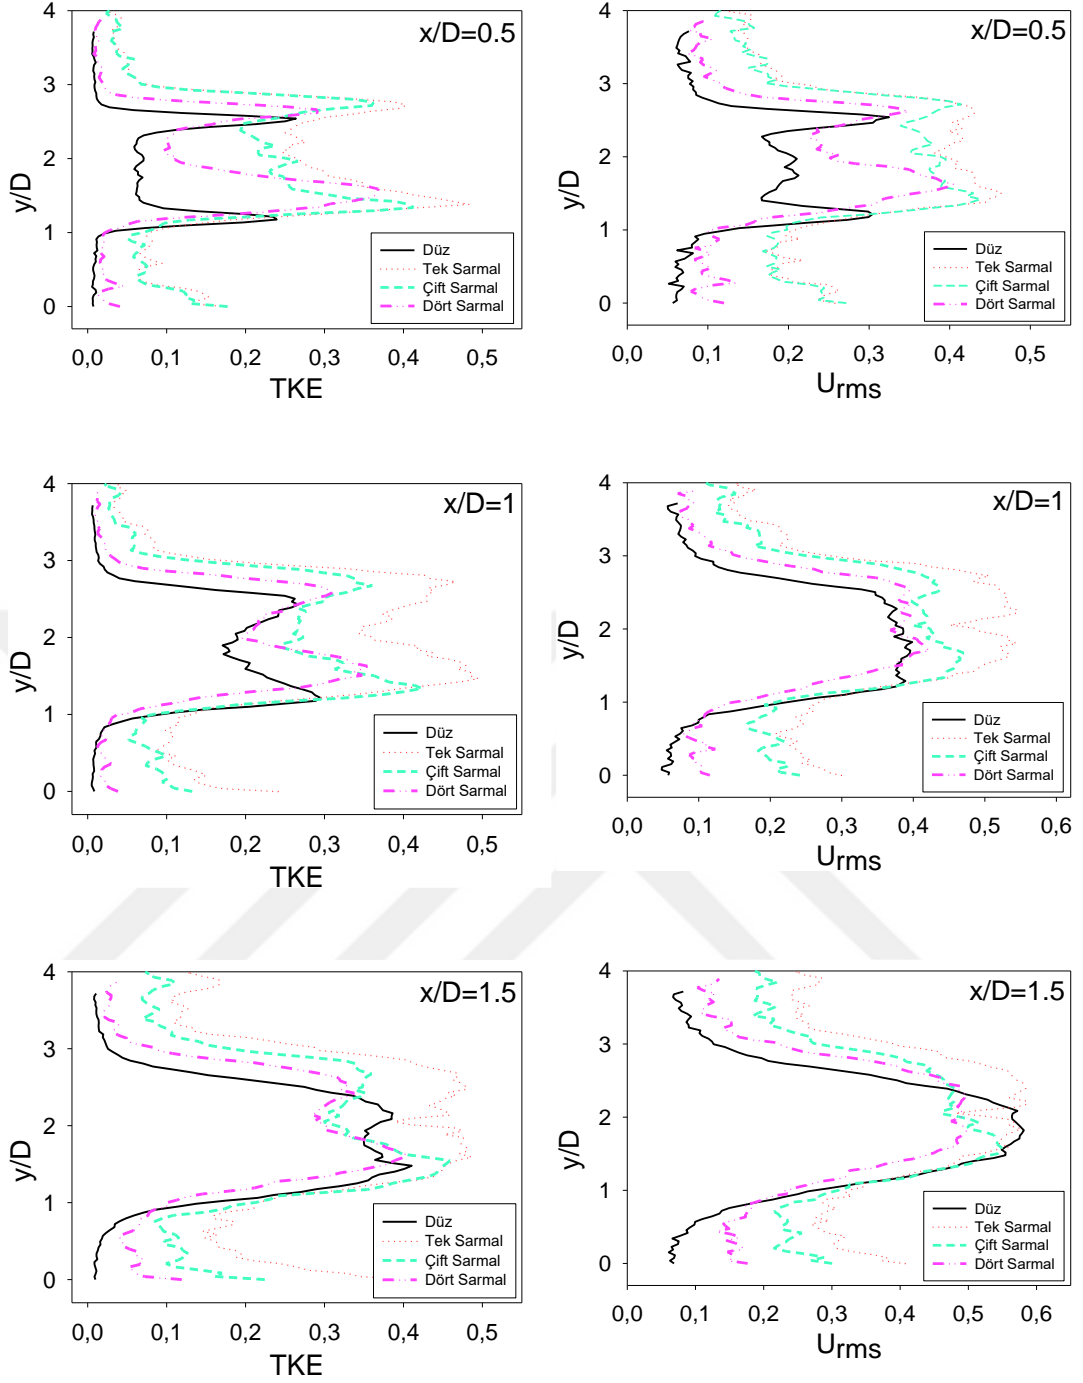 x/D=0.5
4
3
2
1
0
y/D
Düz
Tek Sarmal
Çift Sarmal
Dört Sarmal
0,0 0,1 0,2 0,3 0,4 0,5
TKE
x/D=0.5
4
3
2
1
0
y/D
Düz
Tek Sarmal
Çift Sarmal
Dört Sarmal
0,0 0,1 0,2 0,3 0,4 0,5
Urms
x/D=1
4
3
2
1
0
y/D
Düz
Tek Sarmal
Çift Sarmal
Dört Sarmal
0,0 0,1 0,2 0,3 0,4 0,5
TKE
x/D=1
4
3
2
1
0
y/D
Düz
Tek Sarmal
Çift Sarmal
Dört Sarmal
0,0 0,1 0,2 0,3 0,4 0,5 0,6
Urms
x/D=1.5
4
3
2
1
0
y/D
Düz
Tek Sarmal
Çift Sarmal
Dört Sarmal
0,0 0,1 0,2 0,3 0,4 0,5
TKE
x/D=1.5
4
3
2
1
0
y/D
Düz
Tek Sarmal
Çift Sarmal
Dört Sarmal
0,0 0,1 0,2 0,3 0,4 0,5 0,6
Urms